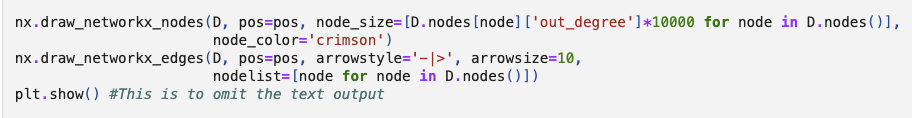 nx.draw_networkx_nodes(D, pos=pos, node_size=[D.nodes[node]['out_degree']*10000 for node in D.nodes()],
                       node_color='crimson')
nx.draw_networkx_edges(D, pos=pos, arrowstyle='-|>', arrowsize=10,
                       nodelist=[node for node in D.nodes()])
plt.show() #This is to omit the text output